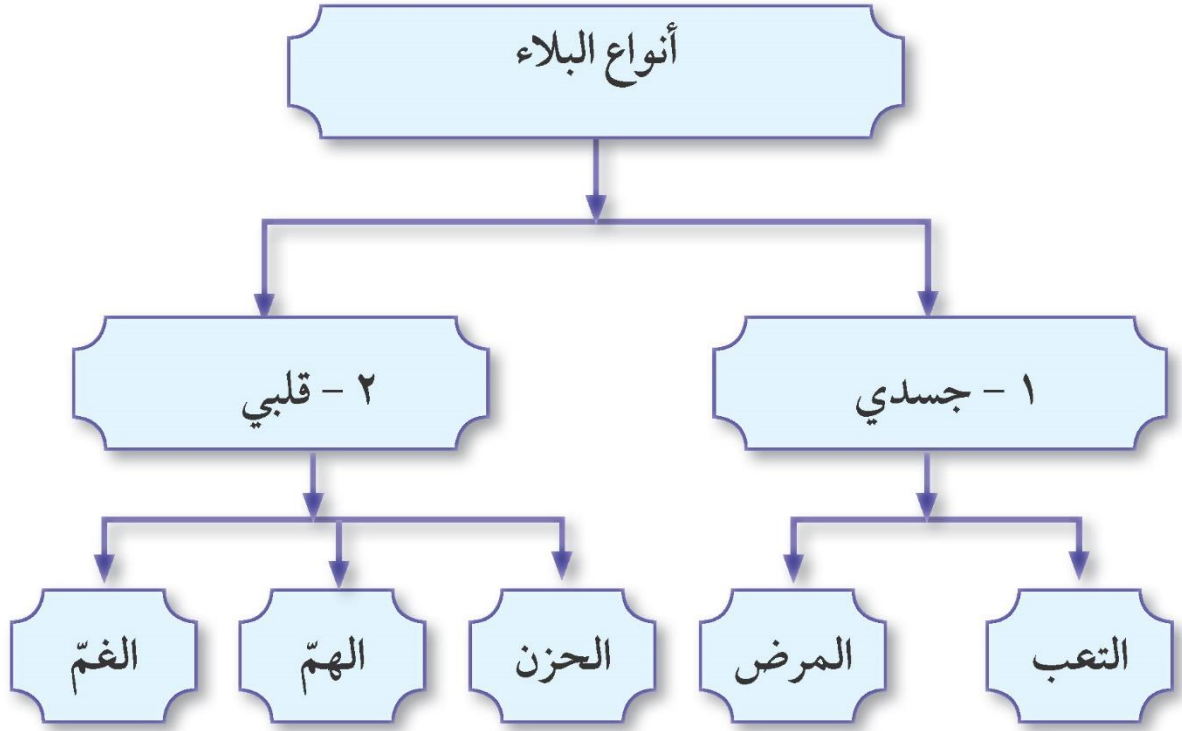 أنواع البلاء
١ - جسدي
٢ - قلبي
التعب
المرض
الحزن
الهمّ
الغمّ